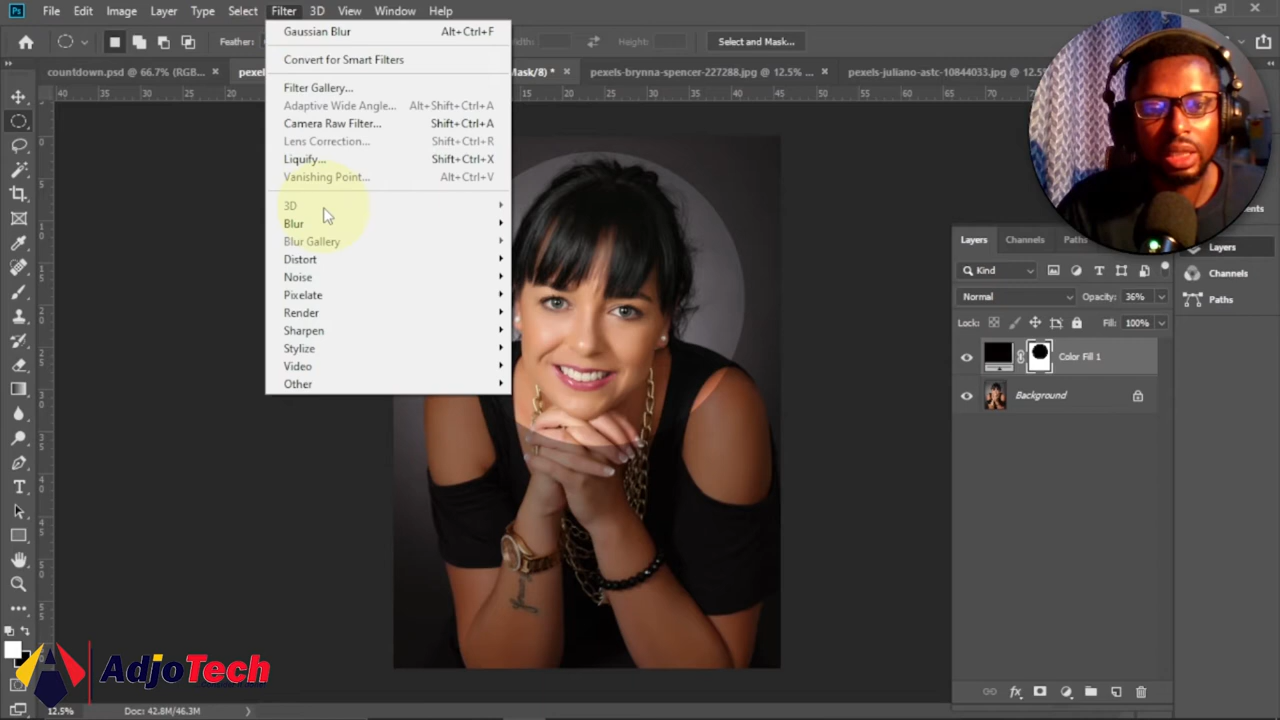 Ps File Edit Image Layer Type Select Filter 3D View Window Help
Feather: Width: Height: Select and Mask...
countdown.psd @ 66.7% (RGB... × Mask/8) * × pexels-brynna-spencer-227288.jpg @ 12.5% ... × pexels-juliano-astc-10844033.jpg @ 12.5%
Gaussian Blur Alt+Ctrl+F
Convert for Smart Filters
Filter Gallery...
Adaptive Wide Angle... Alt+Shift+Ctrl+A
Camera Raw Filter... Shift+Ctrl+A
Lens Correction... Shift+Ctrl+R
Liquify... Shift+Ctrl+X
Vanishing Point... Alt+Ctrl+V
3D
Blur
Blur Gallery
Distort
Noise
Pixelate
Render
Sharpen
Stylize
Video
Other
Layers Channels Paths
Kind
Normal Opacity: 36%
Lock: Fill: 100%
Color Fill 1
Background
Layers
Channels
Paths
AdjoTech
12.5% Doc: 42.8M/46.3M